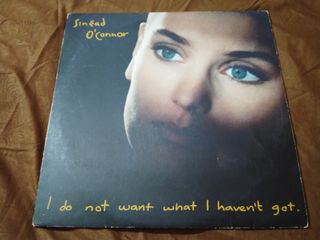 Sinéad
O'Connor
I do not want what I haven't got.